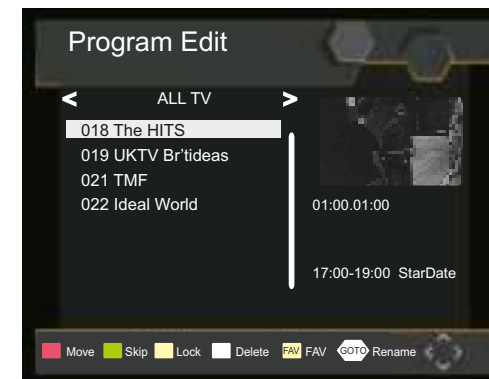 Program Edit
< ALL TV >
018 The HITS
019 UKTV Br'tideas
021 TMF
022 Ideal World
01:00.01:00
17:00-19:00 StarDate
Move Skip Lock Delete FAV FAV GOTO Rename